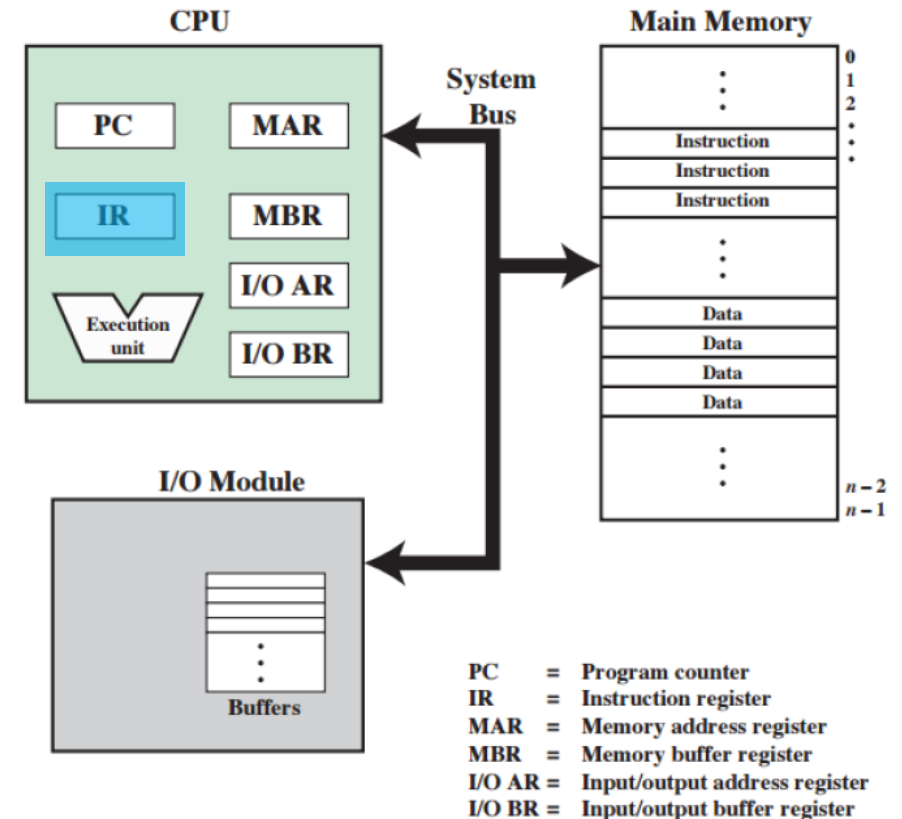 CPU
PC
MAR
IR
MBR
I/O AR
Execution
unit
I/O BR
System
Bus
Main Memory
0
1
2
Instruction
Instruction
Instruction
Data
Data
Data
Data
n – 2
n – 1
I/O Module
Buffers
PC = Program counter
IR = Instruction register
MAR = Memory address register
MBR = Memory buffer register
I/O AR = Input/output address register
I/O BR = Input/output buffer register